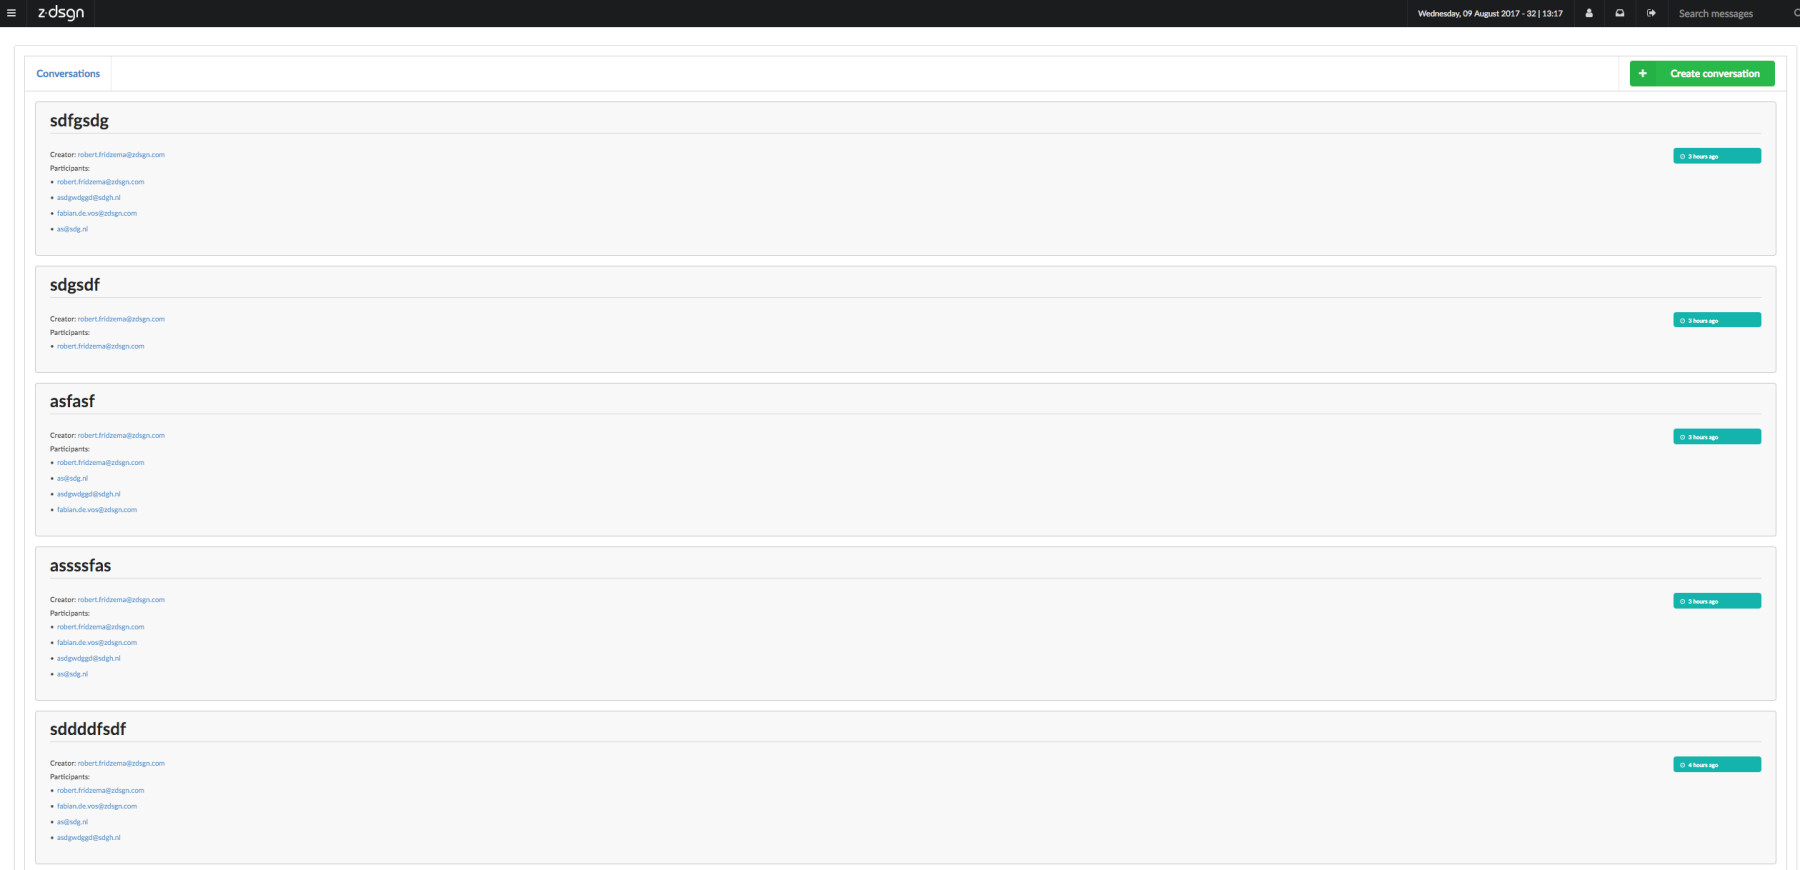 z·dsgn
Wednesday, 09 August 2017 - 32 | 13:17
Search messages
Conversations
Create conversation
sdfgsdg
Creator: robert.fridzema@zdsgn.com
3 hours ago
Participants:
robert.fridzema@zdsgn.com
asdgwdggd@sdgh.nl
fabian.de.vos@zdsgn.com
as@sdg.nl
sdgsdf
Creator: robert.fridzema@zdsgn.com
3 hours ago
Participants:
robert.fridzema@zdsgn.com
asfasf
Creator: robert.fridzema@zdsgn.com
3 hours ago
Participants:
robert.fridzema@zdsgn.com
as@sdg.nl
asdgwdggd@sdgh.nl
fabian.de.vos@zdsgn.com
assssfas
Creator: robert.fridzema@zdsgn.com
3 hours ago
Participants:
robert.fridzema@zdsgn.com
fabian.de.vos@zdsgn.com
asdgwdggd@sdgh.nl
as@sdg.nl
sddddfsdf
Creator: robert.fridzema@zdsgn.com
4 hours ago
Participants:
robert.fridzema@zdsgn.com
fabian.de.vos@zdsgn.com
as@sdg.nl
asdgwdggd@sdgh.nl